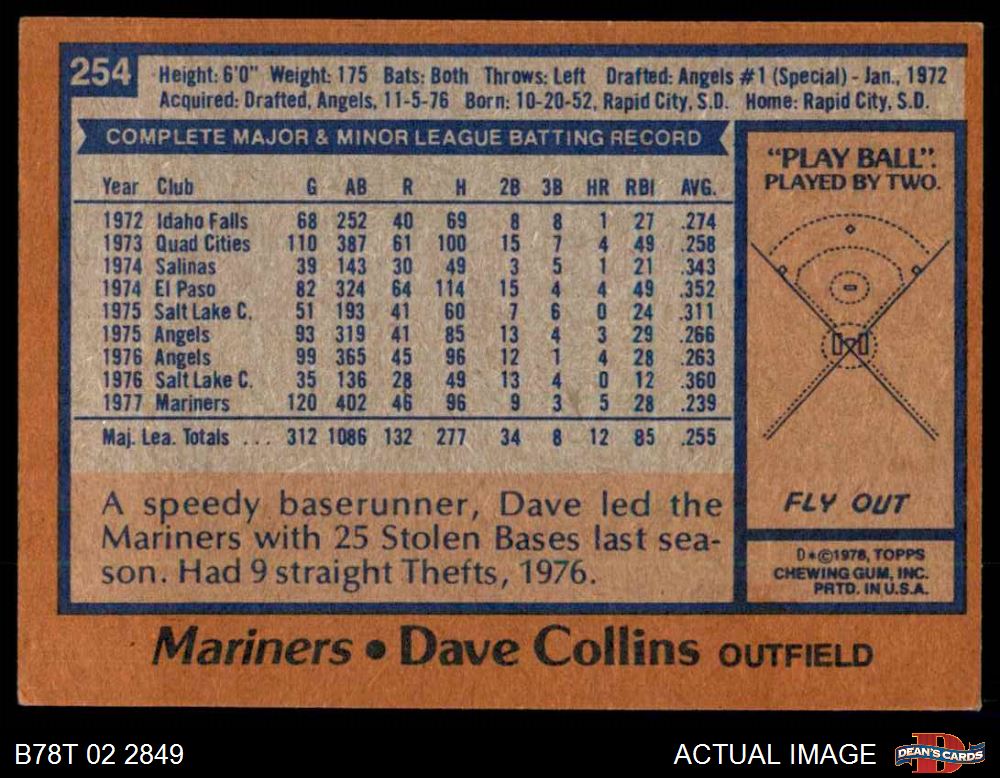 254
Height: 6'0" Weight: 175 Bats: Both Throws: Left Drafted: Angels #1 (Special) - Jan., 1972
Acquired: Drafted, Angels, 11-5-76 Born: 10-20-52, Rapid City, S.D. Home: Rapid City, S.D.
COMPLETE MAJOR & MINOR LEAGUE BATTING RECORD
Year Club G AB R H 2B 3B HR RBI AVG.
1972 Idaho Falls 68 252 40 69 8 8 1 27 .274
1973 Quad Cities 110 387 61 100 15 7 4 49 .258
1974 Salinas 39 143 30 49 3 5 1 21 .343
1974 El Paso 82 324 64 114 15 4 4 49 .352
1975 Salt Lake C. 51 193 41 60 7 6 0 24 .311
1975 Angels 93 319 41 85 13 4 3 29 .266
1976 Angels 99 365 45 96 12 1 4 28 .263
1976 Salt Lake C. 35 136 28 49 13 4 0 12 .360
1977 Mariners 120 402 46 96 9 3 5 28 .239
Maj. Lea. Totals ... 312 1086 132 277 34 8 12 85 .255
A speedy baserunner, Dave led the
Mariners with 25 Stolen Bases last sea-
son. Had 9 straight Thefts, 1976.
"PLAY BALL".
PLAYED BY TWO.
FLY OUT
D*©1978, TOPPS
CHEWING GUM, INC.
PRTD. IN U.S.A.
Mariners • Dave Collins OUTFIELD
B78T 02 2849
ACTUAL IMAGE
DEAN'S CARDS